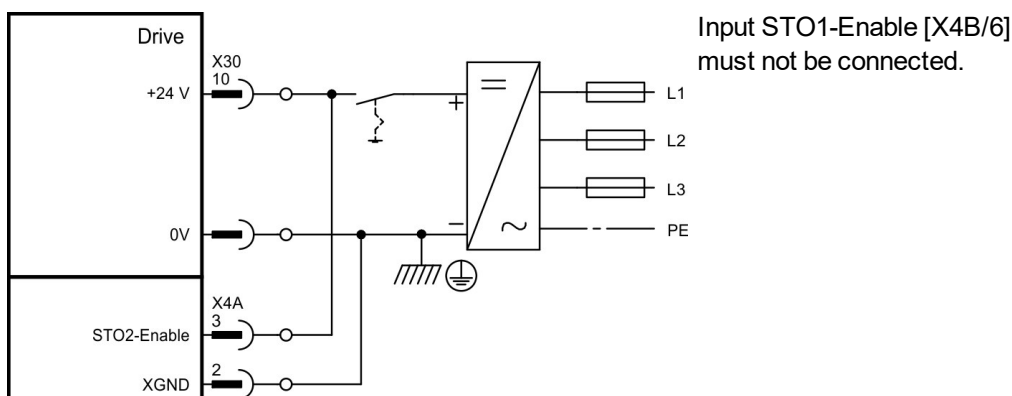 Drive
X30
10
+24 V
+
L1
L2
L3
PE
0V
−
X4A
3
STO2-Enable
2
XGND
Input STO1-Enable [X4B/6]
must not be connected.